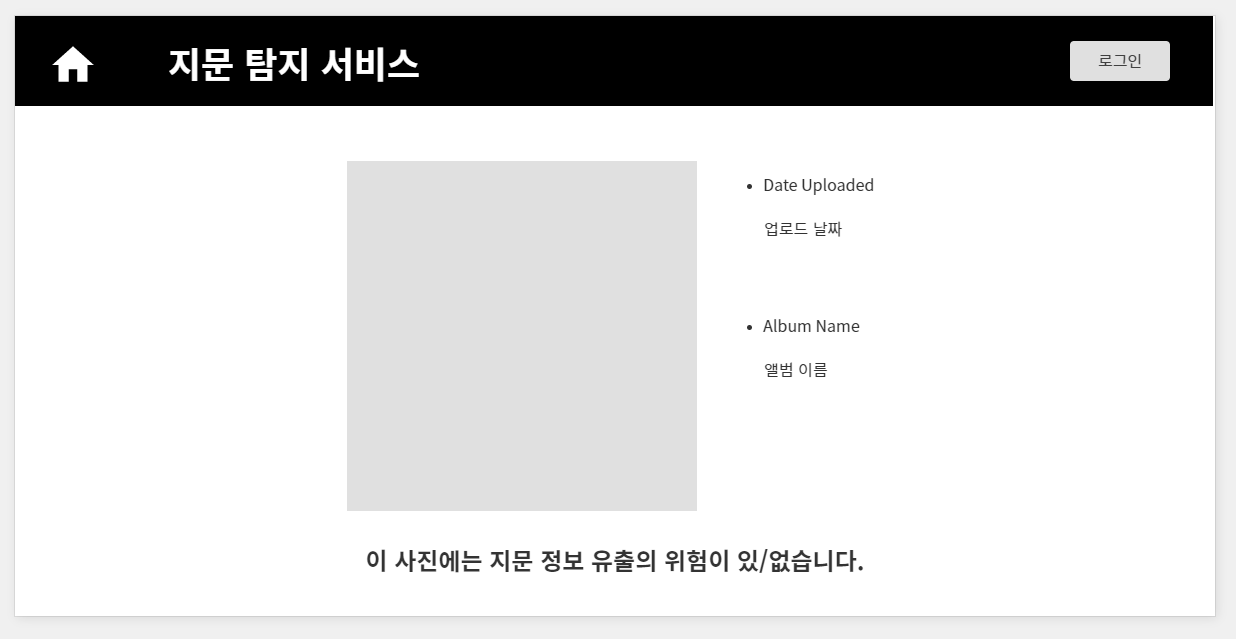 지문 탐지 서비스
로그인
• Date Uploaded
업로드 날짜
• Album Name
앨범 이름
이 사진에는 지문 정보 유출의 위험이 있/없습니다.